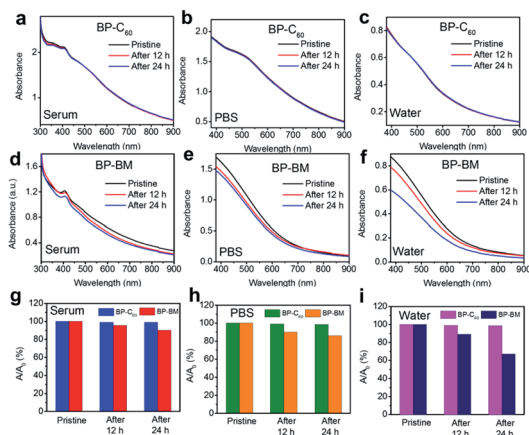 a BP-C60 b BP-C60 c BP-C60
Absorbance
2
1
Pristine
After 12 h
After 24 h
Serum
300 400 500 600 700 800 900
Wavelength (nm)
Absorbance
2.0
1.5
1.0
0.5
Pristine
After 12 h
After 24 h
PBS
400 500 600 700 800 900
Wavelength (nm)
Absorbance
0.8
0.6
0.4
0.2
Pristine
After 12 h
After 24 h
Water
400 500 600 700 800 900
Wavelength (nm)
d BP-BM e BP-BM f BP-BM
Absorbance (a.u.)
1.6
1.2
0.8
0.4
Pristine
After 12 h
After 24 h
Serum
300 400 500 600 700 800 900
Wavelength (nm)
Absorbance
1.5
1.0
0.5
0.0
Pristine
After 12 h
After 24 h
PBS
400 500 600 700 800 900
Wavelength (nm)
Absorbance
0.8
0.6
0.4
0.2
0.0
Pristine
After 12 h
After 24 h
Water
400 500 600 700 800 900
Wavelength (nm)
g h i
A/A0 (%)
120
100
80
60
40
20
0
Serum
BP-C60 BP-BM
Pristine After 12 h After 24 h
A/A0 (%)
120
100
80
60
40
20
0
PBS
BP-C60 BP-BM
Pristine After 12 h After 24 h
A/A0 (%)
120
100
80
60
40
20
0
Water
BP-C60 BP-BM
Pristine After 12 h After 24 h